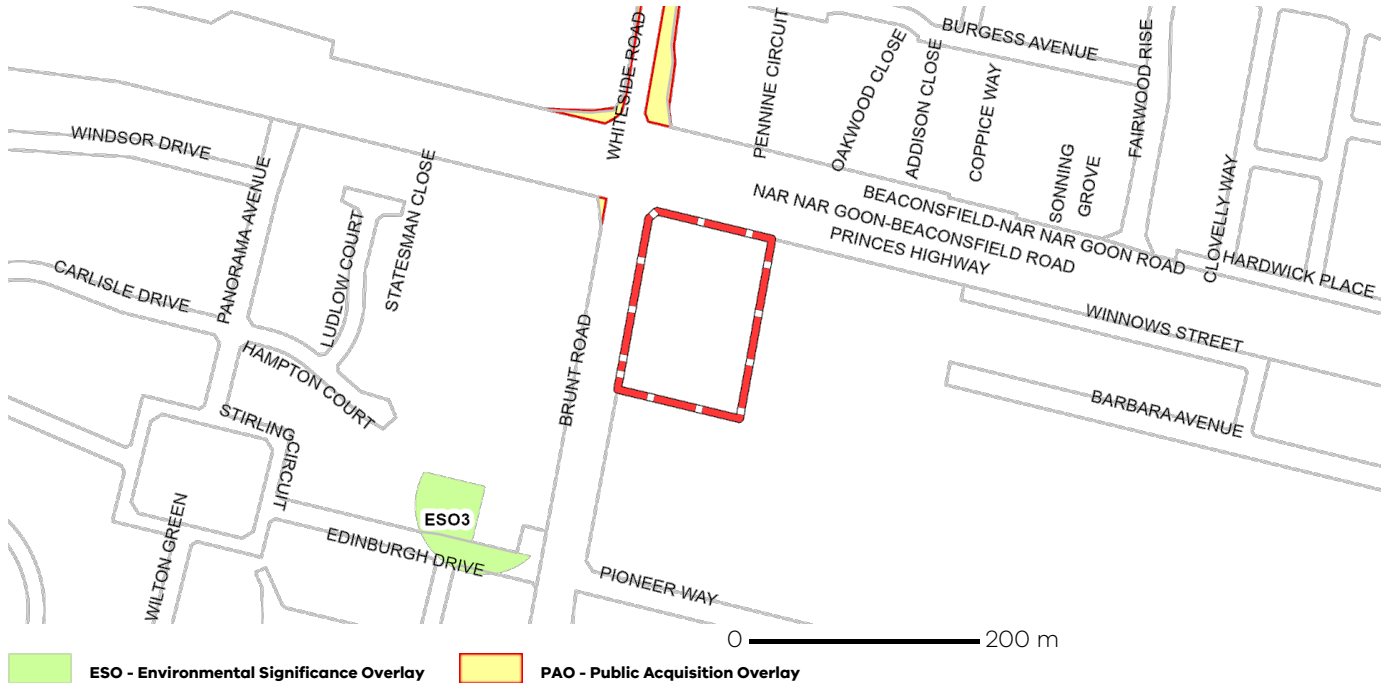 BURGESS AVENUE
WHITESIDE ROAD
PENNINE CIRCUIT
OAKWOOD CLOSE
ADDISON CLOSE
COPPICE WAY
FAIRWOOD RISE
SONNING
GROVE
CLOVELLY WAY
WINDSOR DRIVE
PANORAMA AVENUE
LUDLOW COURT
STATESMAN CLOSE
BEACONSFIELD-NAR NAR GOON ROAD
NAR NAR GOON-BEACONSFIELD ROAD
PRINCES HIGHWAY
HARDWICK PLACE
CARLISLE DRIVE
WINNOWS STREET
HAMPTON COURT
BRUNT ROAD
BARBARA AVENUE
STIRLING
CIRCUIT
WILTON GREEN
ESO3
EDINBURGH DRIVE
PIONEER WAY
0 200 m
ESO - Environmental Significance Overlay
PAO - Public Acquisition Overlay